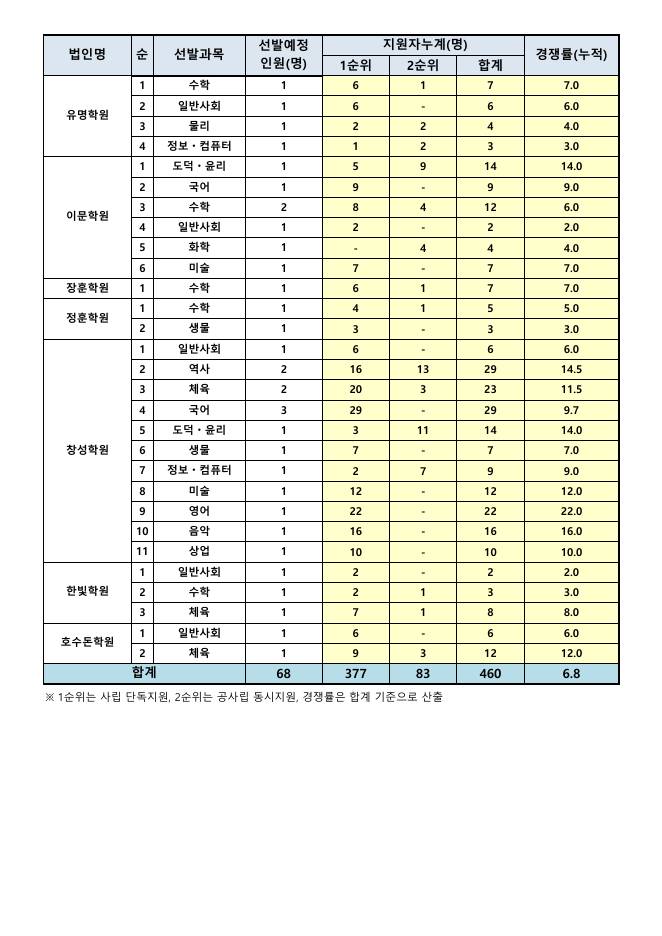 법인명 순 선발과목 선발예정 인원(명) 지원자누계(명) 경쟁률(누적)
1순위 2순위 합계
유명학원 1 수학 1 6 1 7 7.0
2 일반사회 1 6 - 6 6.0
3 물리 1 2 2 4 4.0
4 정보・컴퓨터 1 1 2 3 3.0
이문학원 1 도덕・윤리 1 5 9 14 14.0
2 국어 1 9 - 9 9.0
3 수학 2 8 4 12 6.0
4 일반사회 1 2 - 2 2.0
5 화학 1 - 4 4 4.0
6 미술 1 7 - 7 7.0
장훈학원 1 수학 1 6 1 7 7.0
정훈학원 1 수학 1 4 1 5 5.0
2 생물 1 3 - 3 3.0
창성학원 1 일반사회 1 6 - 6 6.0
2 역사 2 16 13 29 14.5
3 체육 2 20 3 23 11.5
4 국어 3 29 - 29 9.7
5 도덕・윤리 1 3 11 14 14.0
6 생물 1 7 - 7 7.0
7 정보・컴퓨터 1 2 7 9 9.0
8 미술 1 12 - 12 12.0
9 영어 1 22 - 22 22.0
10 음악 1 16 - 16 16.0
11 상업 1 10 - 10 10.0
한빛학원 1 일반사회 1 2 - 2 2.0
2 수학 1 2 1 3 3.0
3 체육 1 7 1 8 8.0
호수돈학원 1 일반사회 1 6 - 6 6.0
2 체육 1 9 3 12 12.0
합계 68 377 83 460 6.8
※ 1순위는 사립 단독지원, 2순위는 공사립 동시지원, 경쟁률은 합계 기준으로 산출